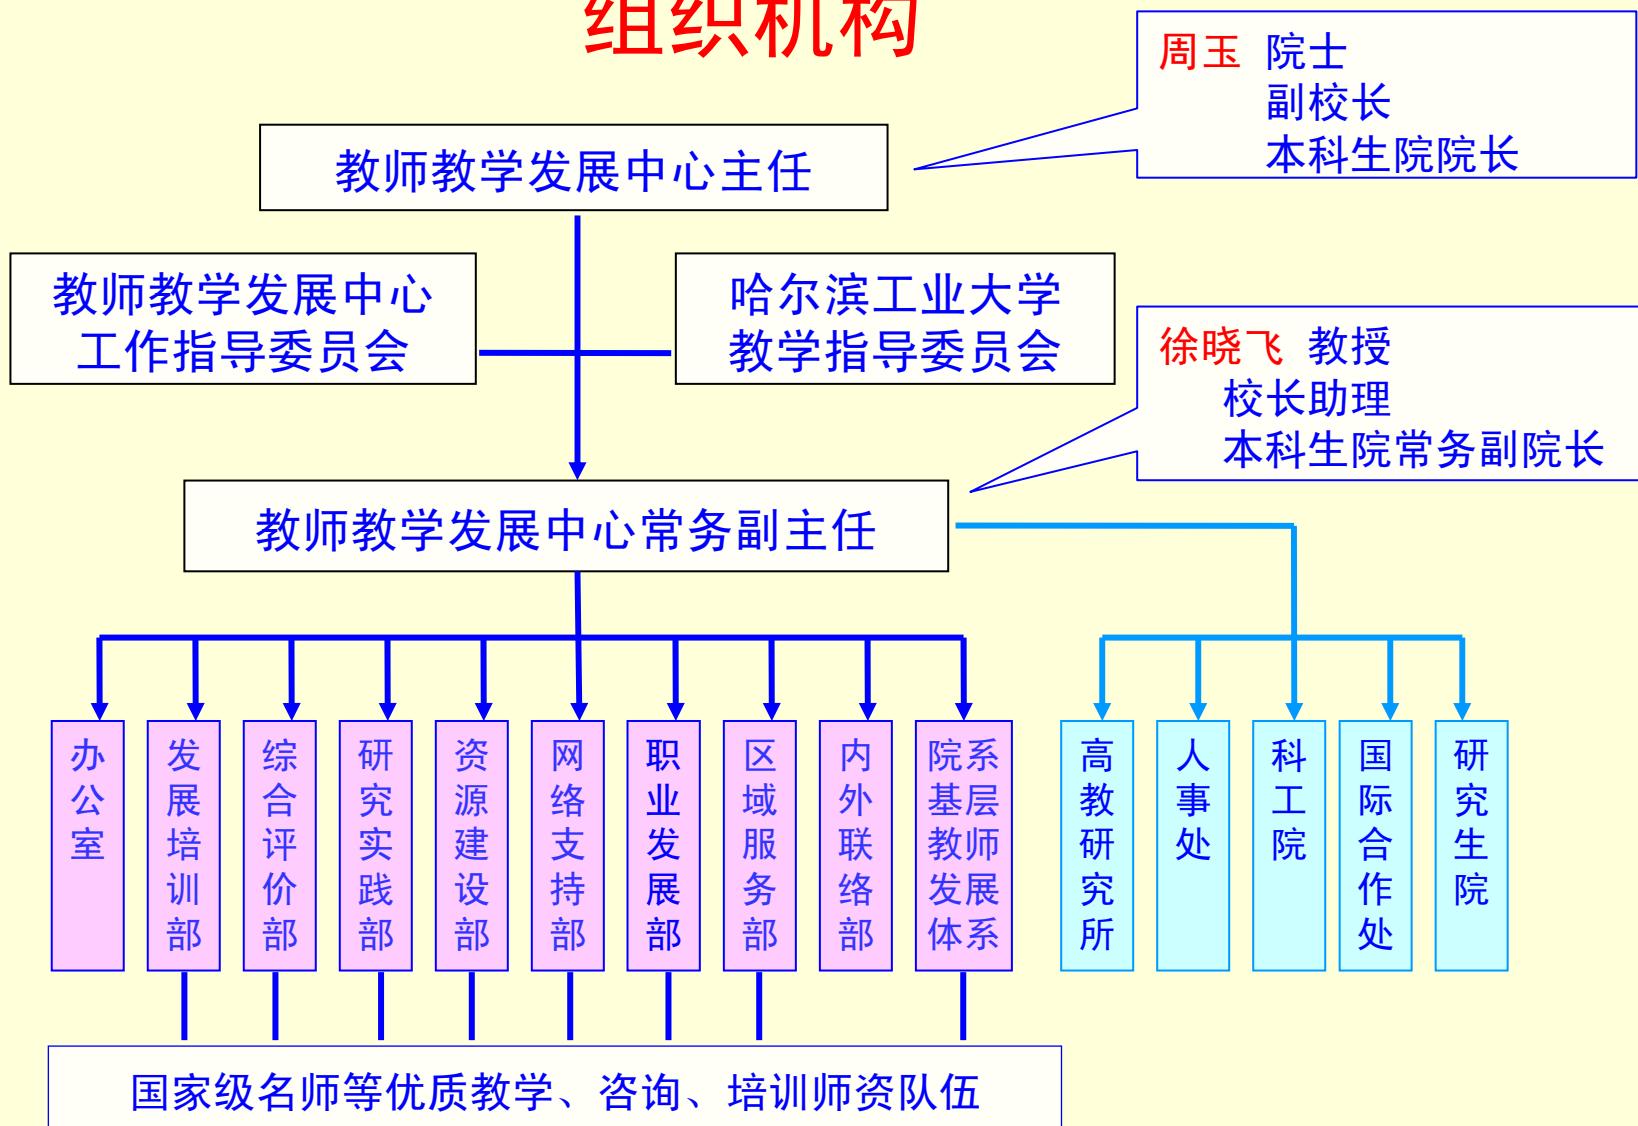 组织机构
周玉 院士
副校长
本科生院院长
教师教学发展中心主任
教师教学发展中心
工作指导委员会
哈尔滨工业大学
教学指导委员会
徐晓飞 教授
校长助理
本科生院常务副院长
教师教学发展中心常务副主任
办公室
发展培训部
综合评价部
研究实践部
资源建设部
网络支持部
职业发展部
区域服务部
内外联络部
院系
基层
教师
发展
体系
高教研究所
人事处
科工院
国际合作处
研究生院
国家级名师等优质教学、咨询、培训师资队伍